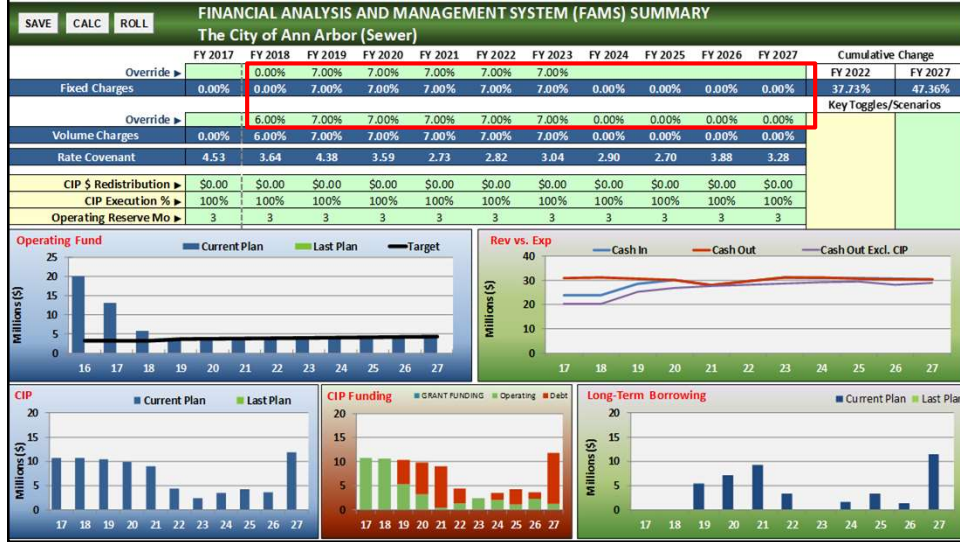 SAVE CALC ROLL FINANCIAL ANALYSIS AND MANAGEMENT SYSTEM (FAMS) SUMMARY
The City of Ann Arbor (Sewer)
FY 2017 FY 2018 FY 2019 FY 2020 FY 2021 FY 2022 FY 2023 FY 2024 FY 2025 FY 2026 FY 2027 Cumulative Change
Override ► 0.00% 7.00% 7.00% 7.00% 7.00% 7.00% FY 2022 FY 2027
Fixed Charges 0.00% 0.00% 7.00% 7.00% 7.00% 7.00% 7.00% 0.00% 0.00% 0.00% 0.00% 37.73% 47.36%
Key Toggles/Scenarios
Override ► 6.00% 7.00% 7.00% 7.00% 7.00% 7.00% 0.00% 0.00% 0.00% 0.00%
Volume Charges 0.00% 6.00% 7.00% 7.00% 7.00% 7.00% 7.00% 0.00% 0.00% 0.00% 0.00%
Rate Covenant 4.53 3.64 4.38 3.59 2.73 2.82 3.04 2.90 2.70 3.88 3.28
CIP $ Redistribution ► $0.00 $0.00 $0.00 $0.00 $0.00 $0.00 $0.00 $0.00 $0.00 $0.00 $0.00
CIP Execution % ► 100% 100% 100% 100% 100% 100% 100% 100% 100% 100% 100%
Operating Reserve Mo ► 3 3 3 3 3 3 3 3 3 3 3
Operating Fund
Current Plan Last Plan Target
Millions ($)
25
20
15
10
5
0
16 17 18 19 20 21 22 23 24 25 26 27
Rev vs. Exp
Cash In Cash Out Cash Out Excl. CIP
Millions ($)
40
30
20
10
0
17 18 19 20 21 22 23 24 25 26 27
CIP
Current Plan Last Plan
Millions ($)
20
15
10
5
0
17 18 19 20 21 22 23 24 25 26 27
CIP Funding
GRANT FUNDING Operating Debt
20
15
10
5
0
17 18 19 20 21 22 23 24 25 26 27
Long-Term Borrowing
Current Plan Last Plan
Millions ($)
20
15
10
5
0
17 18 19 20 21 22 23 24 25 26 27